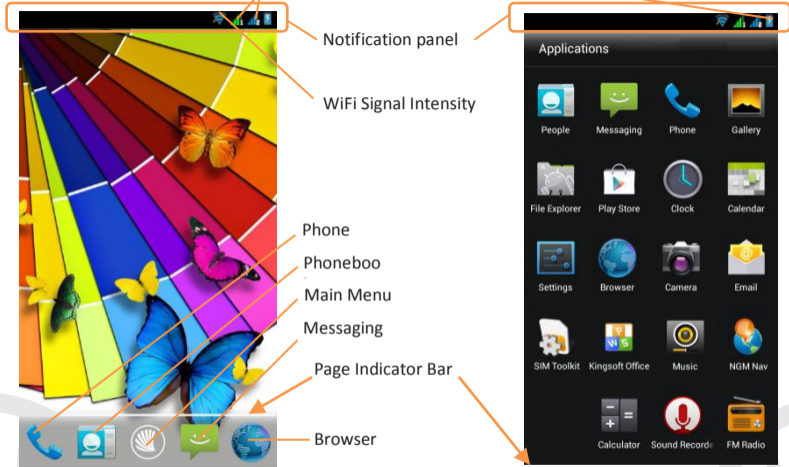 Notification panel
WiFi Signal Intensity
Phone
Phoneboo
Main Menu
Messaging
Page Indicator Bar
Browser
Applications
People Messaging Phone Gallery
File Explorer Play Store Clock Calendar
Settings Browser Camera Email
SIM Toolkit Kingsoft Office Music NGM Nav
Calculator Sound Recorde FM Radio